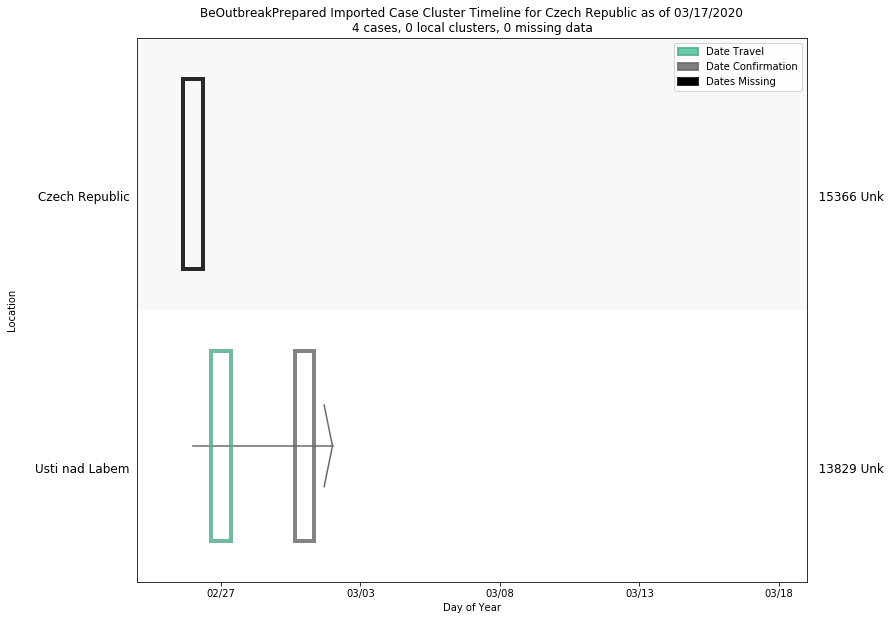 BeOutbreakPrepared Imported Case Cluster Timeline for Czech Republic as of 03/17/2020
4 cases, 0 local clusters, 0 missing data
Date Travel
Date Confirmation
Dates Missing
Czech Republic
15366 Unk
Location
Usti nad Labem
13829 Unk
02/27
03/03
03/08
03/13
03/18
Day of Year